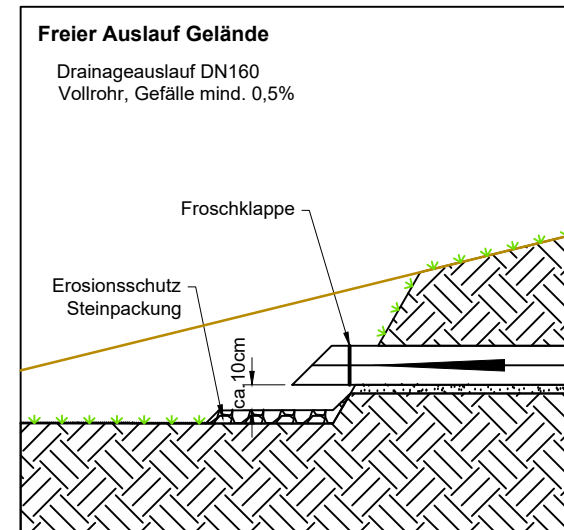 Freier Auslauf Gelände
Drainageauslauf DN160
Vollrohr, Gefälle mind. 0,5%
Froschklappe
Erosionsschutz
Steinpackung
ca.10cm